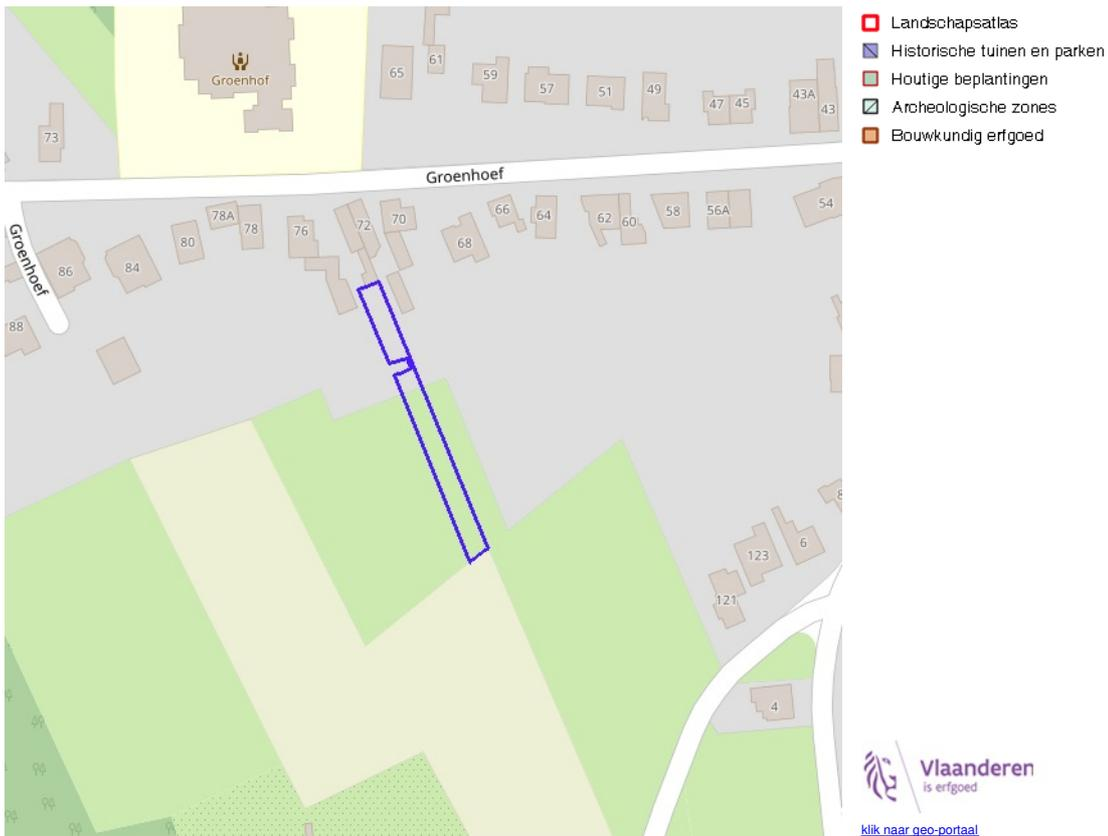 Landschapsatlas
Historische tuinen en parken
Houtige beplantingen
Archeologische zones
Bouwkundig erfgoed
Groenhof
73
65
61
59
57
51
49
47
45
43A
43
Groenhoef
Groenhoef
86
84
80
78A
78
76
72
70
68
66
64
62
60
58
56A
54
88
123
6
121
4
Vlaanderen
is erfgoed
klik naar geo-portaal